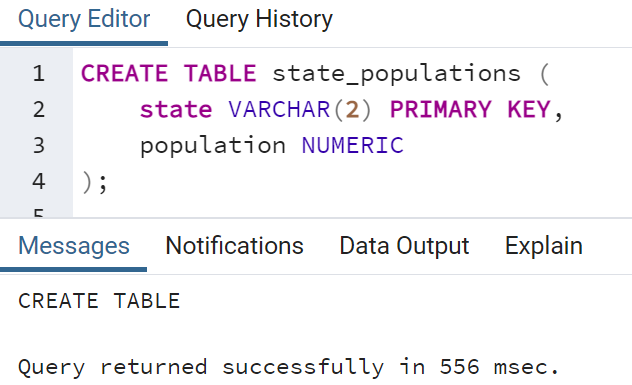 Query Editor Query History
1 CREATE TABLE state_populations (
2 state VARCHAR(2) PRIMARY KEY,
3 population NUMERIC
4 );
5
Messages Notifications Data Output Explain
CREATE TABLE
Query returned successfully in 556 msec.